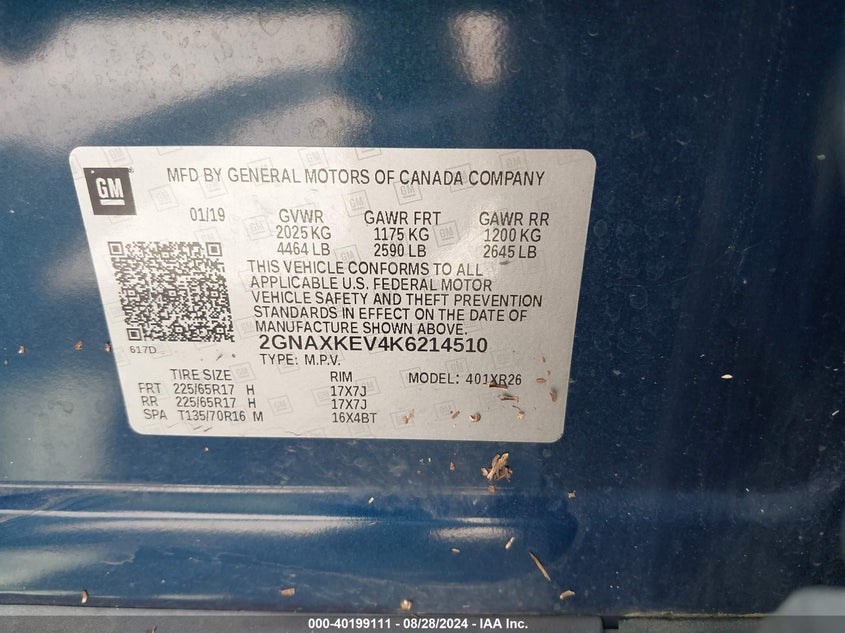 GM
MFD BY GENERAL MOTORS OF CANADA COMPANY
01/19 GVWR GAWR FRT GAWR RR
2025 KG 1175 KG 1200 KG
4464 LB 2590 LB 2645 LB
THIS VEHICLE CONFORMS TO ALL
APPLICABLE U.S. FEDERAL MOTOR
VEHICLE SAFETY AND THEFT PREVENTION
STANDARDS IN EFFECT ON THE DATE OF
MANUFACTURE SHOWN ABOVE.
617D 2GNAXKEV4K6214510
TYPE: M.P.V.
TIRE SIZE RIM MODEL: 401XR26
FRT 225/65R17 H 17X7J
RR 225/65R17 H 17X7J
SPA T135/70R16 M 16X4BT
000-40199111 - 08/28/2024 - IAA Inc.